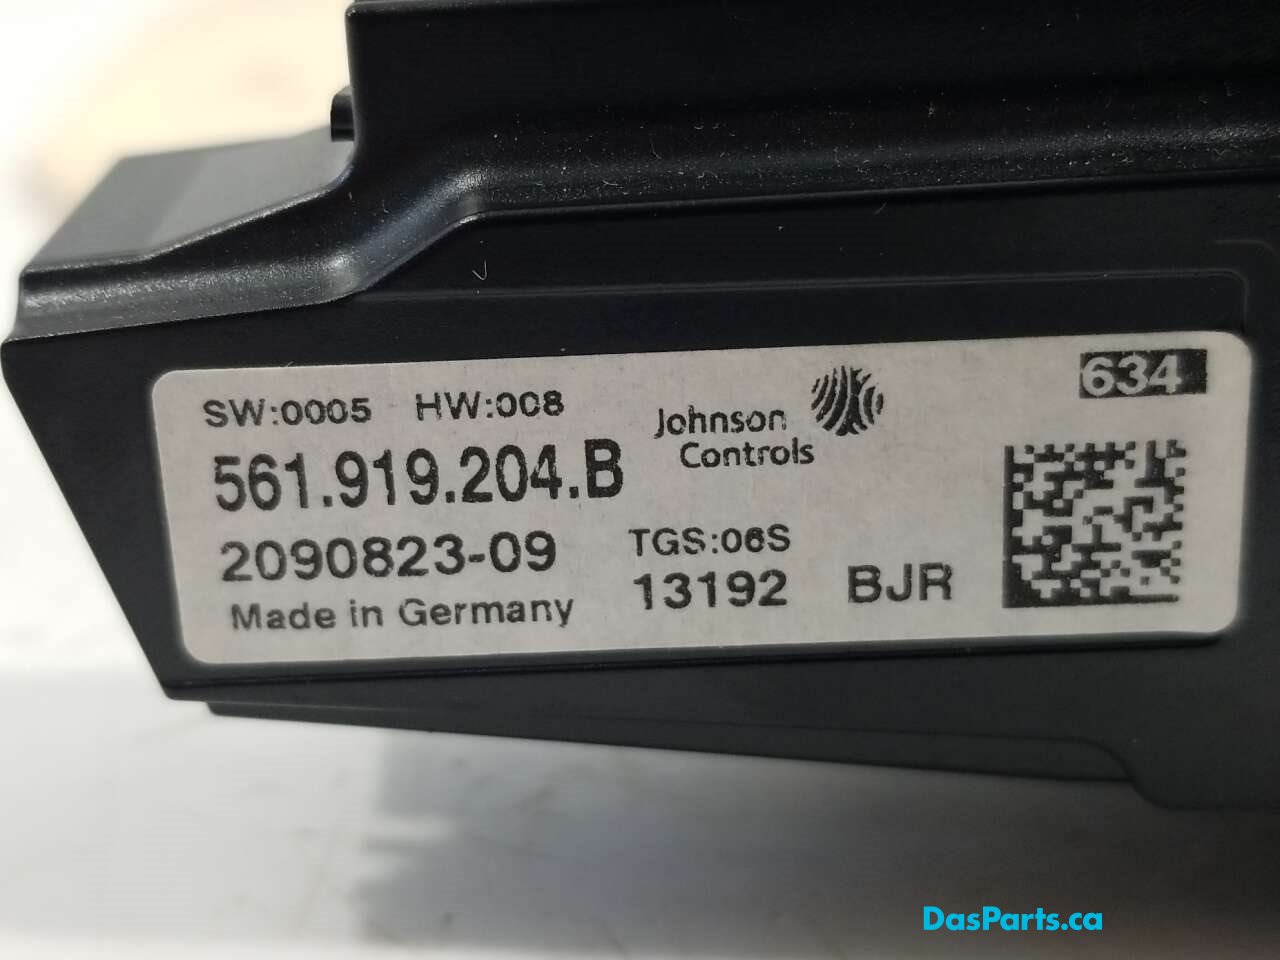 SW:0005 HW:008
Johnson
Controls
634
561.919.204.B
2090823-09
TGS:06S
Made in Germany
13192 BJR
DasParts.ca